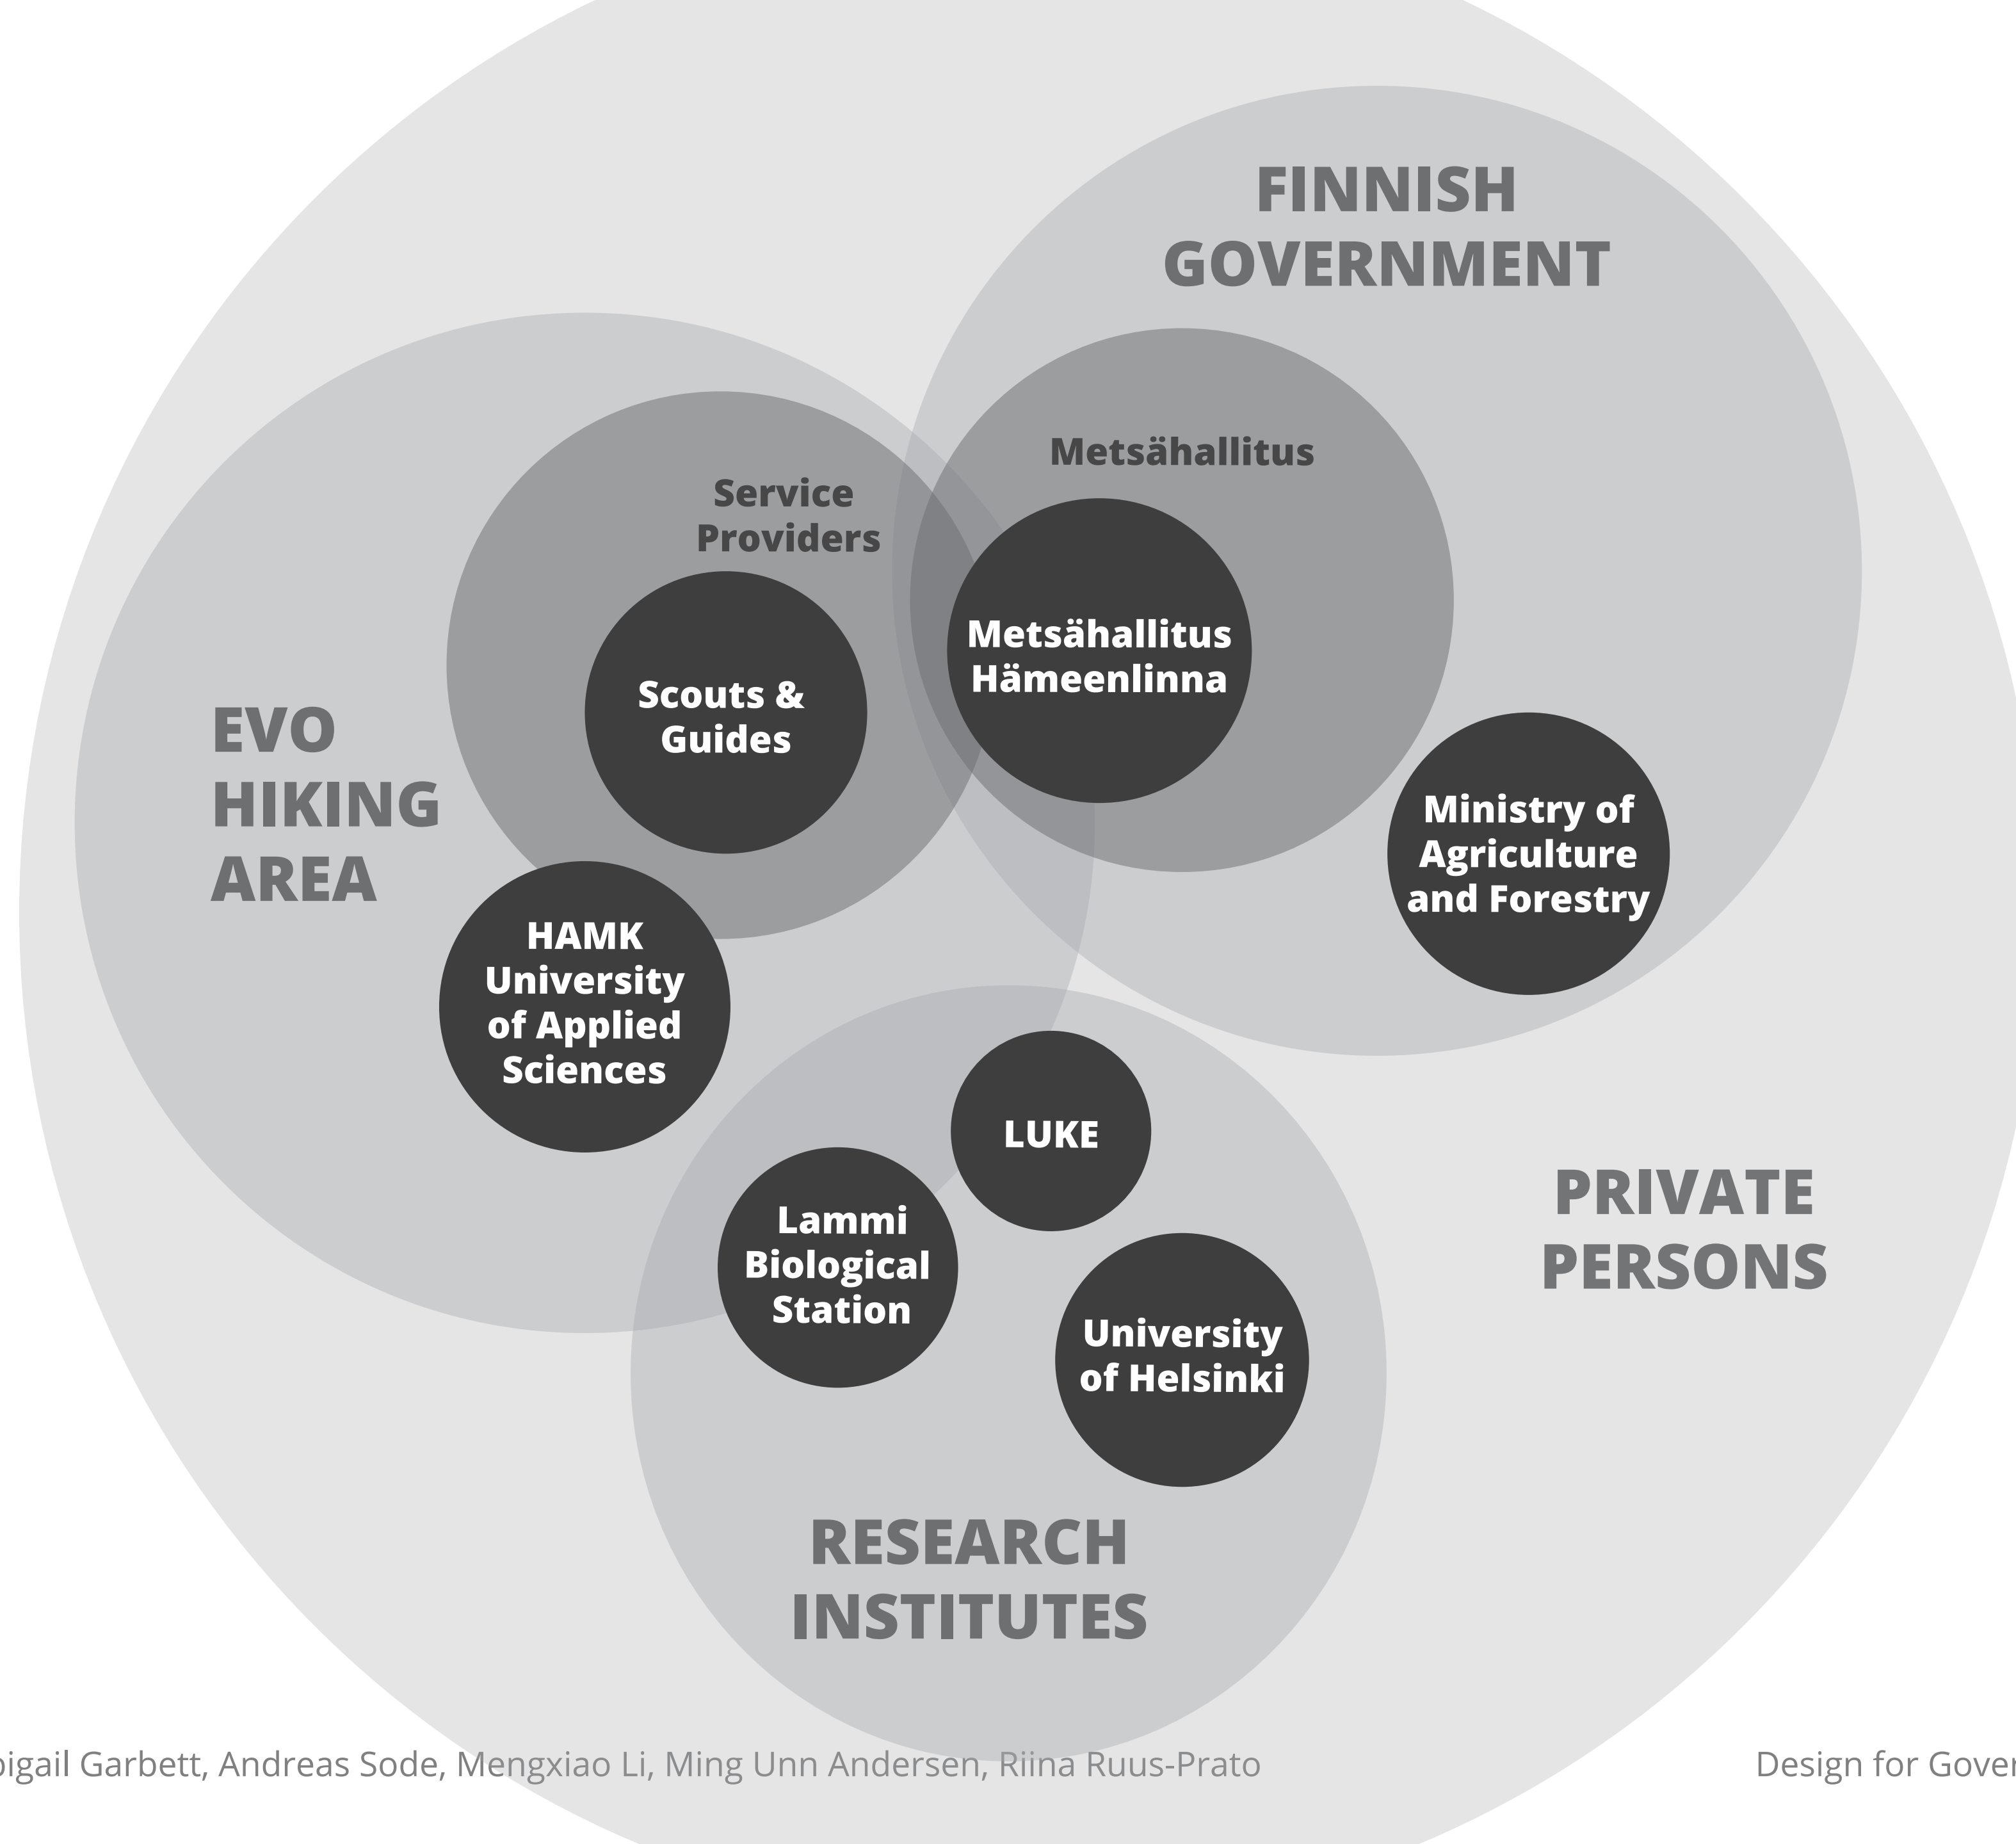 FINNISH
GOVERNMENT
Metsähallitus
Service
Providers
Metsähallitus
Hämeenlinna
Scouts &
Guides
EVO
HIKING
AREA
Ministry of
Agriculture
and Forestry
HAMK
University
of Applied
Sciences
LUKE
Lammi
Biological
Station
PRIVATE
PERSONS
University
of Helsinki
RESEARCH
INSTITUTES
Garbett, Andreas Sode, Mengxiao Li, Ming Unn Andersen, Riina Ruus-Prato
Design for